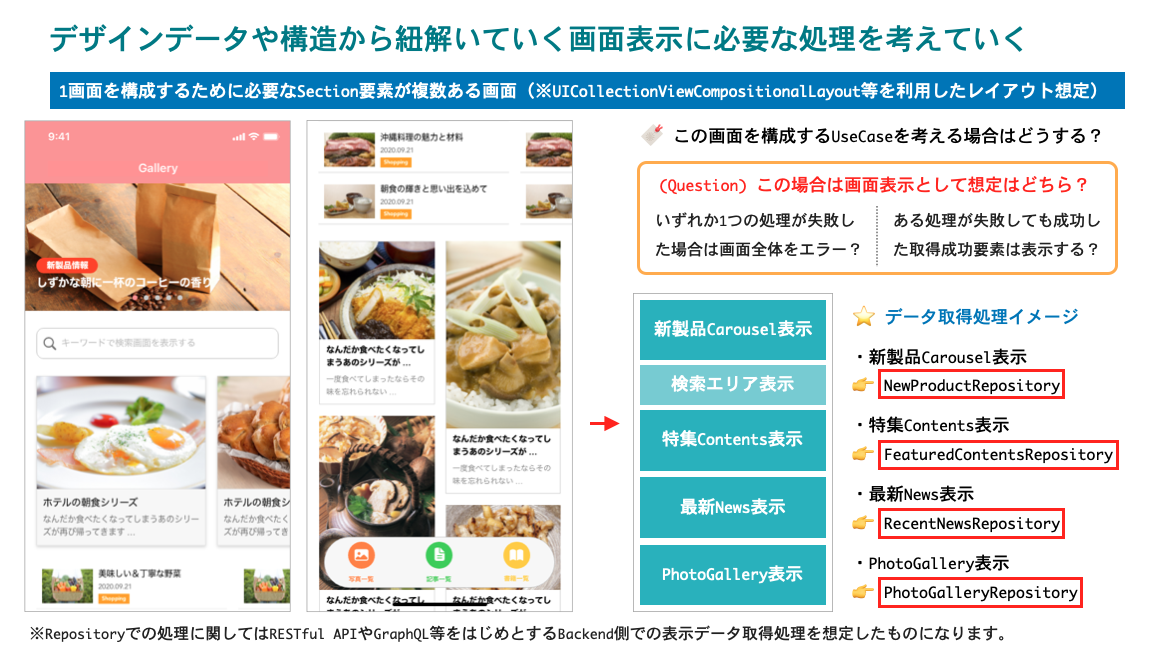 デザインデータや構造から紐解いていく画面表示に必要な処理を考えていく
1画面を構成するために必要なSection要素が複数ある画面（※UICollectionViewCompositionalLayout等を利用したレイアウト想定）
9:41
Gallery
新製品情報
しずかな朝に一杯のコーヒーの香り
キーワードで検索画面を表示する
ホテルの朝食シリーズ
なんだか食べたくなってしまうあのシリー
ズが再び帰ってきます ...
ホテルの朝食シリ
なんだか食べたくな
ズが再び帰ってきま
美味しい＆丁寧な野菜
2020.09.21
Shopping
沖縄料理の魅力と材料
2020.09.21
Shopping
朝食の輝きと思い出を込めて
2020.09.21
Shopping
なんだか食べたくなってし
まうあのシリーズが ...
一度食べてしまったならその
味を忘れられない ...
なんだか食べたくなってし
まうあのシリーズが ...
一度食べてしまったならその
味を忘れられない ...
写真一覧
記事一覧
書籍一覧
なんだか食べたくなってし
なんだか食べたくなってし
この画面を構成するUseCaseを考える場合はどうする？
（Question）この場合は画面表示として想定はどちら？
いずれか1つの処理が失敗し
た場合は画面全体をエラー？
ある処理が失敗しても成功し
た取得成功要素は表示する？
新製品Carousel表示
検索エリア表示
特集Contents表示
最新News表示
PhotoGallery表示
データ取得処理イメージ
・新製品Carousel表示
NewProductRepository
・特集Contents表示
FeaturedContentsRepository
・最新News表示
RecentNewsRepository
・PhotoGallery表示
PhotoGalleryRepository
※Repositoryでの処理に関してはRESTful APIやGraphQL等をはじめとするBackend側での表示データ取得処理を想定したものになります。